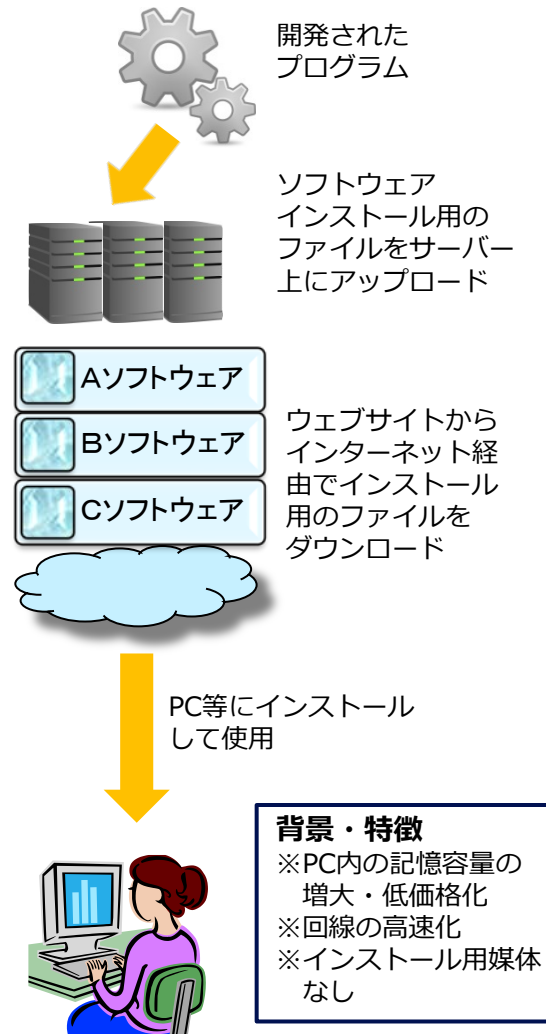 開発された
プログラム
ソフトウェア
インストール用の
ファイルをサーバー
上にアップロード
Aソフトウェア
Bソフトウェア
Cソフトウェア
ウェブサイトから
インターネット経
由でインストール
用のファイルを
ダウンロード
PC等にインストール
して使用
背景・特徴
※PC内の記憶容量の
増大・低価格化
※回線の高速化
※インストール用媒体
なし